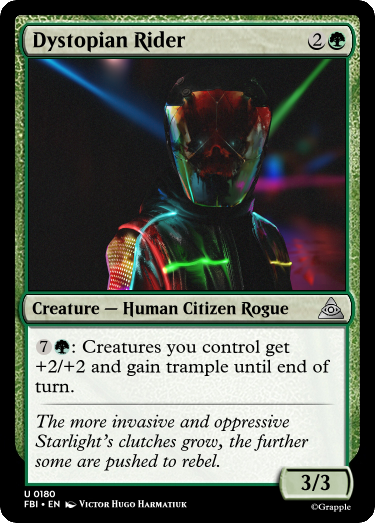 Dystopian Rider 2
Creature — Human Citizen Rogue
7: Creatures you control get
+2/+2 and gain trample until end of
turn.
The more invasive and oppressive
Starlight's clutches grow, the further
some are pushed to rebel.
3/3
U 0180
FBI • EN Victor Hugo Harmatiuk
©Grapple